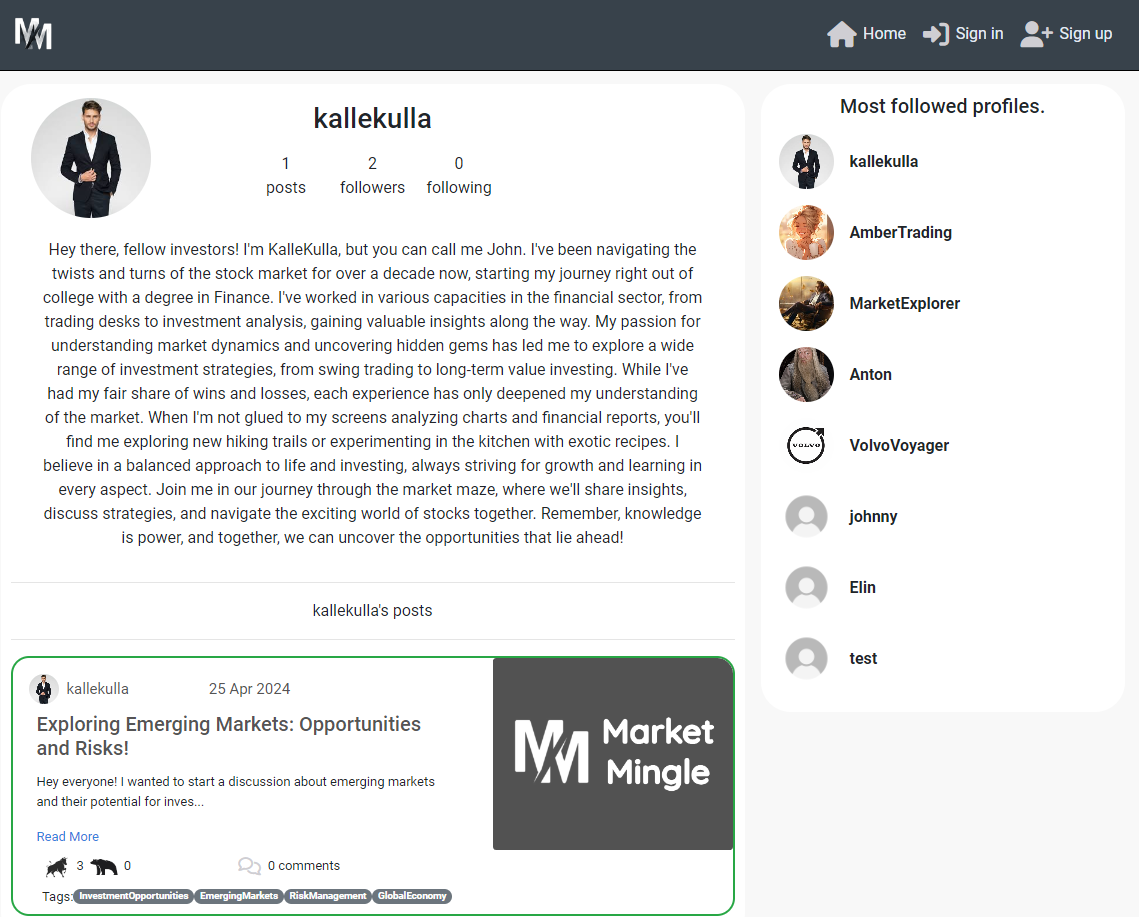 MM
Home Sign in Sign up
kallekulla
1 2 0
posts followers following
Hey there, fellow investors! I'm KalleKulla, but you can call me John. I've been navigating the
twists and turns of the stock market for over a decade now, starting my journey right out of
college with a degree in Finance. I've worked in various capacities in the financial sector, from
trading desks to investment analysis, gaining valuable insights along the way. My passion for
understanding market dynamics and uncovering hidden gems has led me to explore a wide
range of investment strategies, from swing trading to long-term value investing. While I've
had my fair share of wins and losses, each experience has only deepened my understanding
of the market. When I'm not glued to my screens analyzing charts and financial reports, you'll
find me exploring new hiking trails or experimenting in the kitchen with exotic recipes. I
believe in a balanced approach to life and investing, always striving for growth and learning in
every aspect. Join me in our journey through the market maze, where we'll share insights,
discuss strategies, and navigate the exciting world of stocks together. Remember, knowledge
is power, and together, we can uncover the opportunities that lie ahead!
kallekulla's posts
kallekulla 25 Apr 2024
Exploring Emerging Markets: Opportunities
and Risks!
Hey everyone! I wanted to start a discussion about emerging markets
and their potential for inves...
Read More
3 0 0 comments
Tags: InvestmentOpportunities EmergingMarkets RiskManagement GlobalEconomy
MM Market
Mingle
Most followed profiles.
kallekulla
AmberTrading
MarketExplorer
Anton
VOLVO VolvoVoyager
johnny
Elin
test